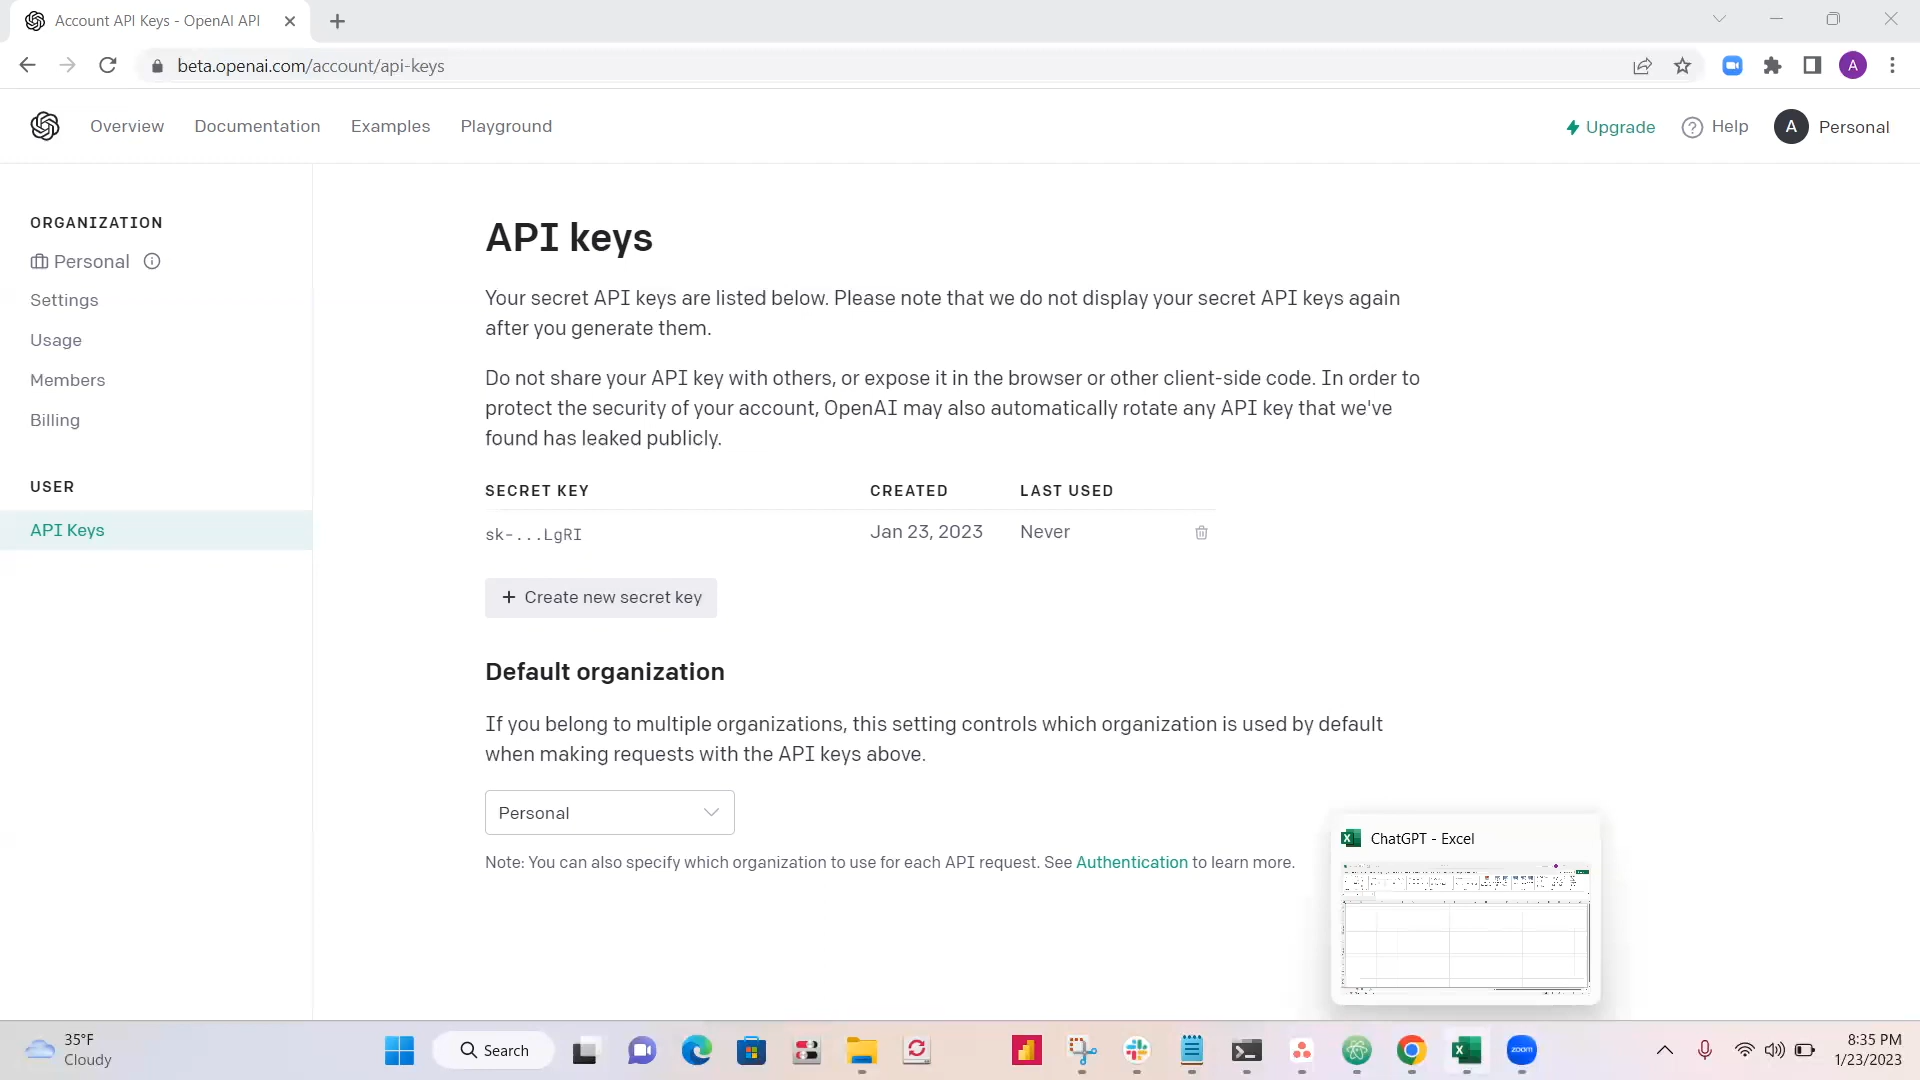 Account API Keys - OpenAI API
beta.openai.com/account/api-keys
A
Overview
Documentation
Examples
Playground
Upgrade
Help
A
Personal
ORGANIZATION
Personal
Settings
Usage
Members
Billing
USER
API Keys
API keys
Your secret API keys are listed below. Please note that we do not display your secret API keys again
after you generate them.
Do not share your API key with others, or expose it in the browser or other client-side code. In order to
protect the security of your account, OpenAI may also automatically rotate any API key that we've
found has leaked publicly.
SECRET KEY CREATED LAST USED
sk-...LgRI Jan 23, 2023 Never
+ Create new secret key
Default organization
If you belong to multiple organizations, this setting controls which organization is used by default
when making requests with the API keys above.
Personal
Note: You can also specify which organization to use for each API request. See Authentication to learn more.
ChatGPT - Excel
35°F
Cloudy
Search
zoom
8:35 PM
1/23/2023